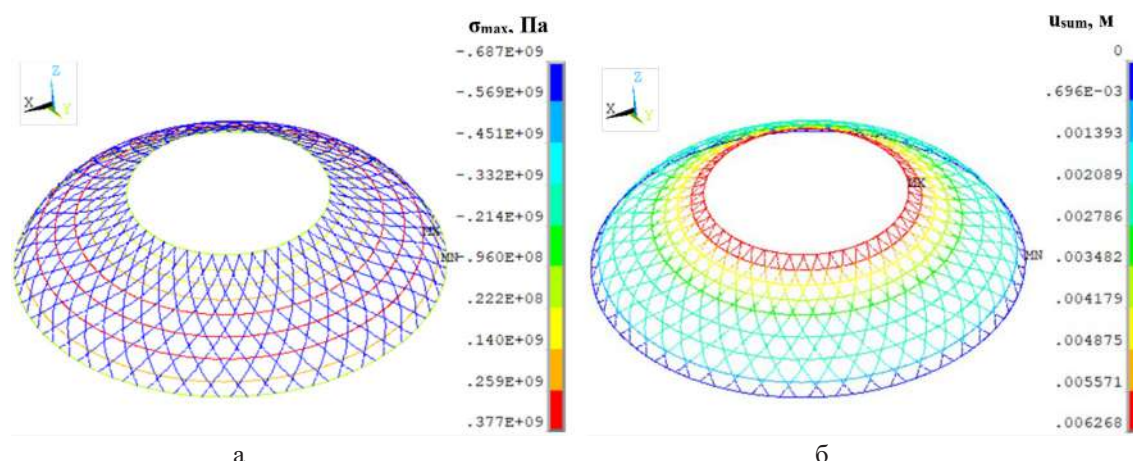 σmax, Па
-.687E+09
-.569E+09
-.451E+09
-.332E+09
-.214E+09
-.960E+08
.222E+08
.140E+09
.259E+09
.377E+09
Z
X
Y
MX
MN
а
usum, м
0
.696E-03
.001393
.002089
.002786
.003482
.004179
.004875
.005571
.006268
Z
X
Y
MX
MN
б